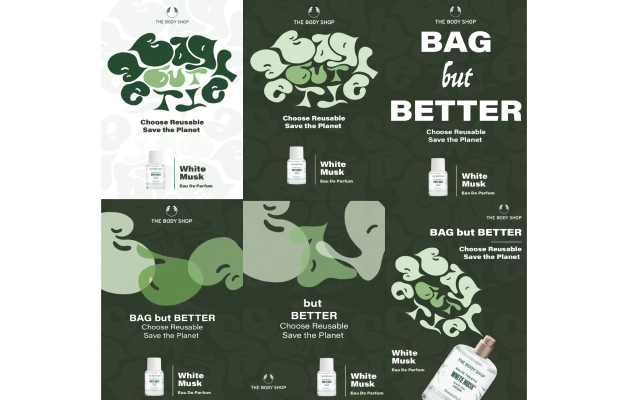 THE BODY SHOP
Bag
but
Choose Reusable
Save the Planet
White
Musk
Eau De Parfum
THE BODY SHOP
Bag
but
Choose Reusable
Save the Planet
White
Musk
Eau De Parfum
THE BODY SHOP
BAG
but
BETTER
Choose Reusable
Save the Planet
White
Musk
Eau De Parfum
THE BODY SHOP
BAG but BETTER
Choose Reusable
Save the Planet
White
Musk
Eau De Parfum
but
BETTER
Choose Reusable
Save the Planet
THE BODY SHOP
White
Musk
Eau De Parfum
THE BODY SHOP
BAG but BETTER
Choose Reusable
Save the Planet
Bag
but
White
Musk
Eau De Parfum
THE BODY SHOP
WHITE MUSK